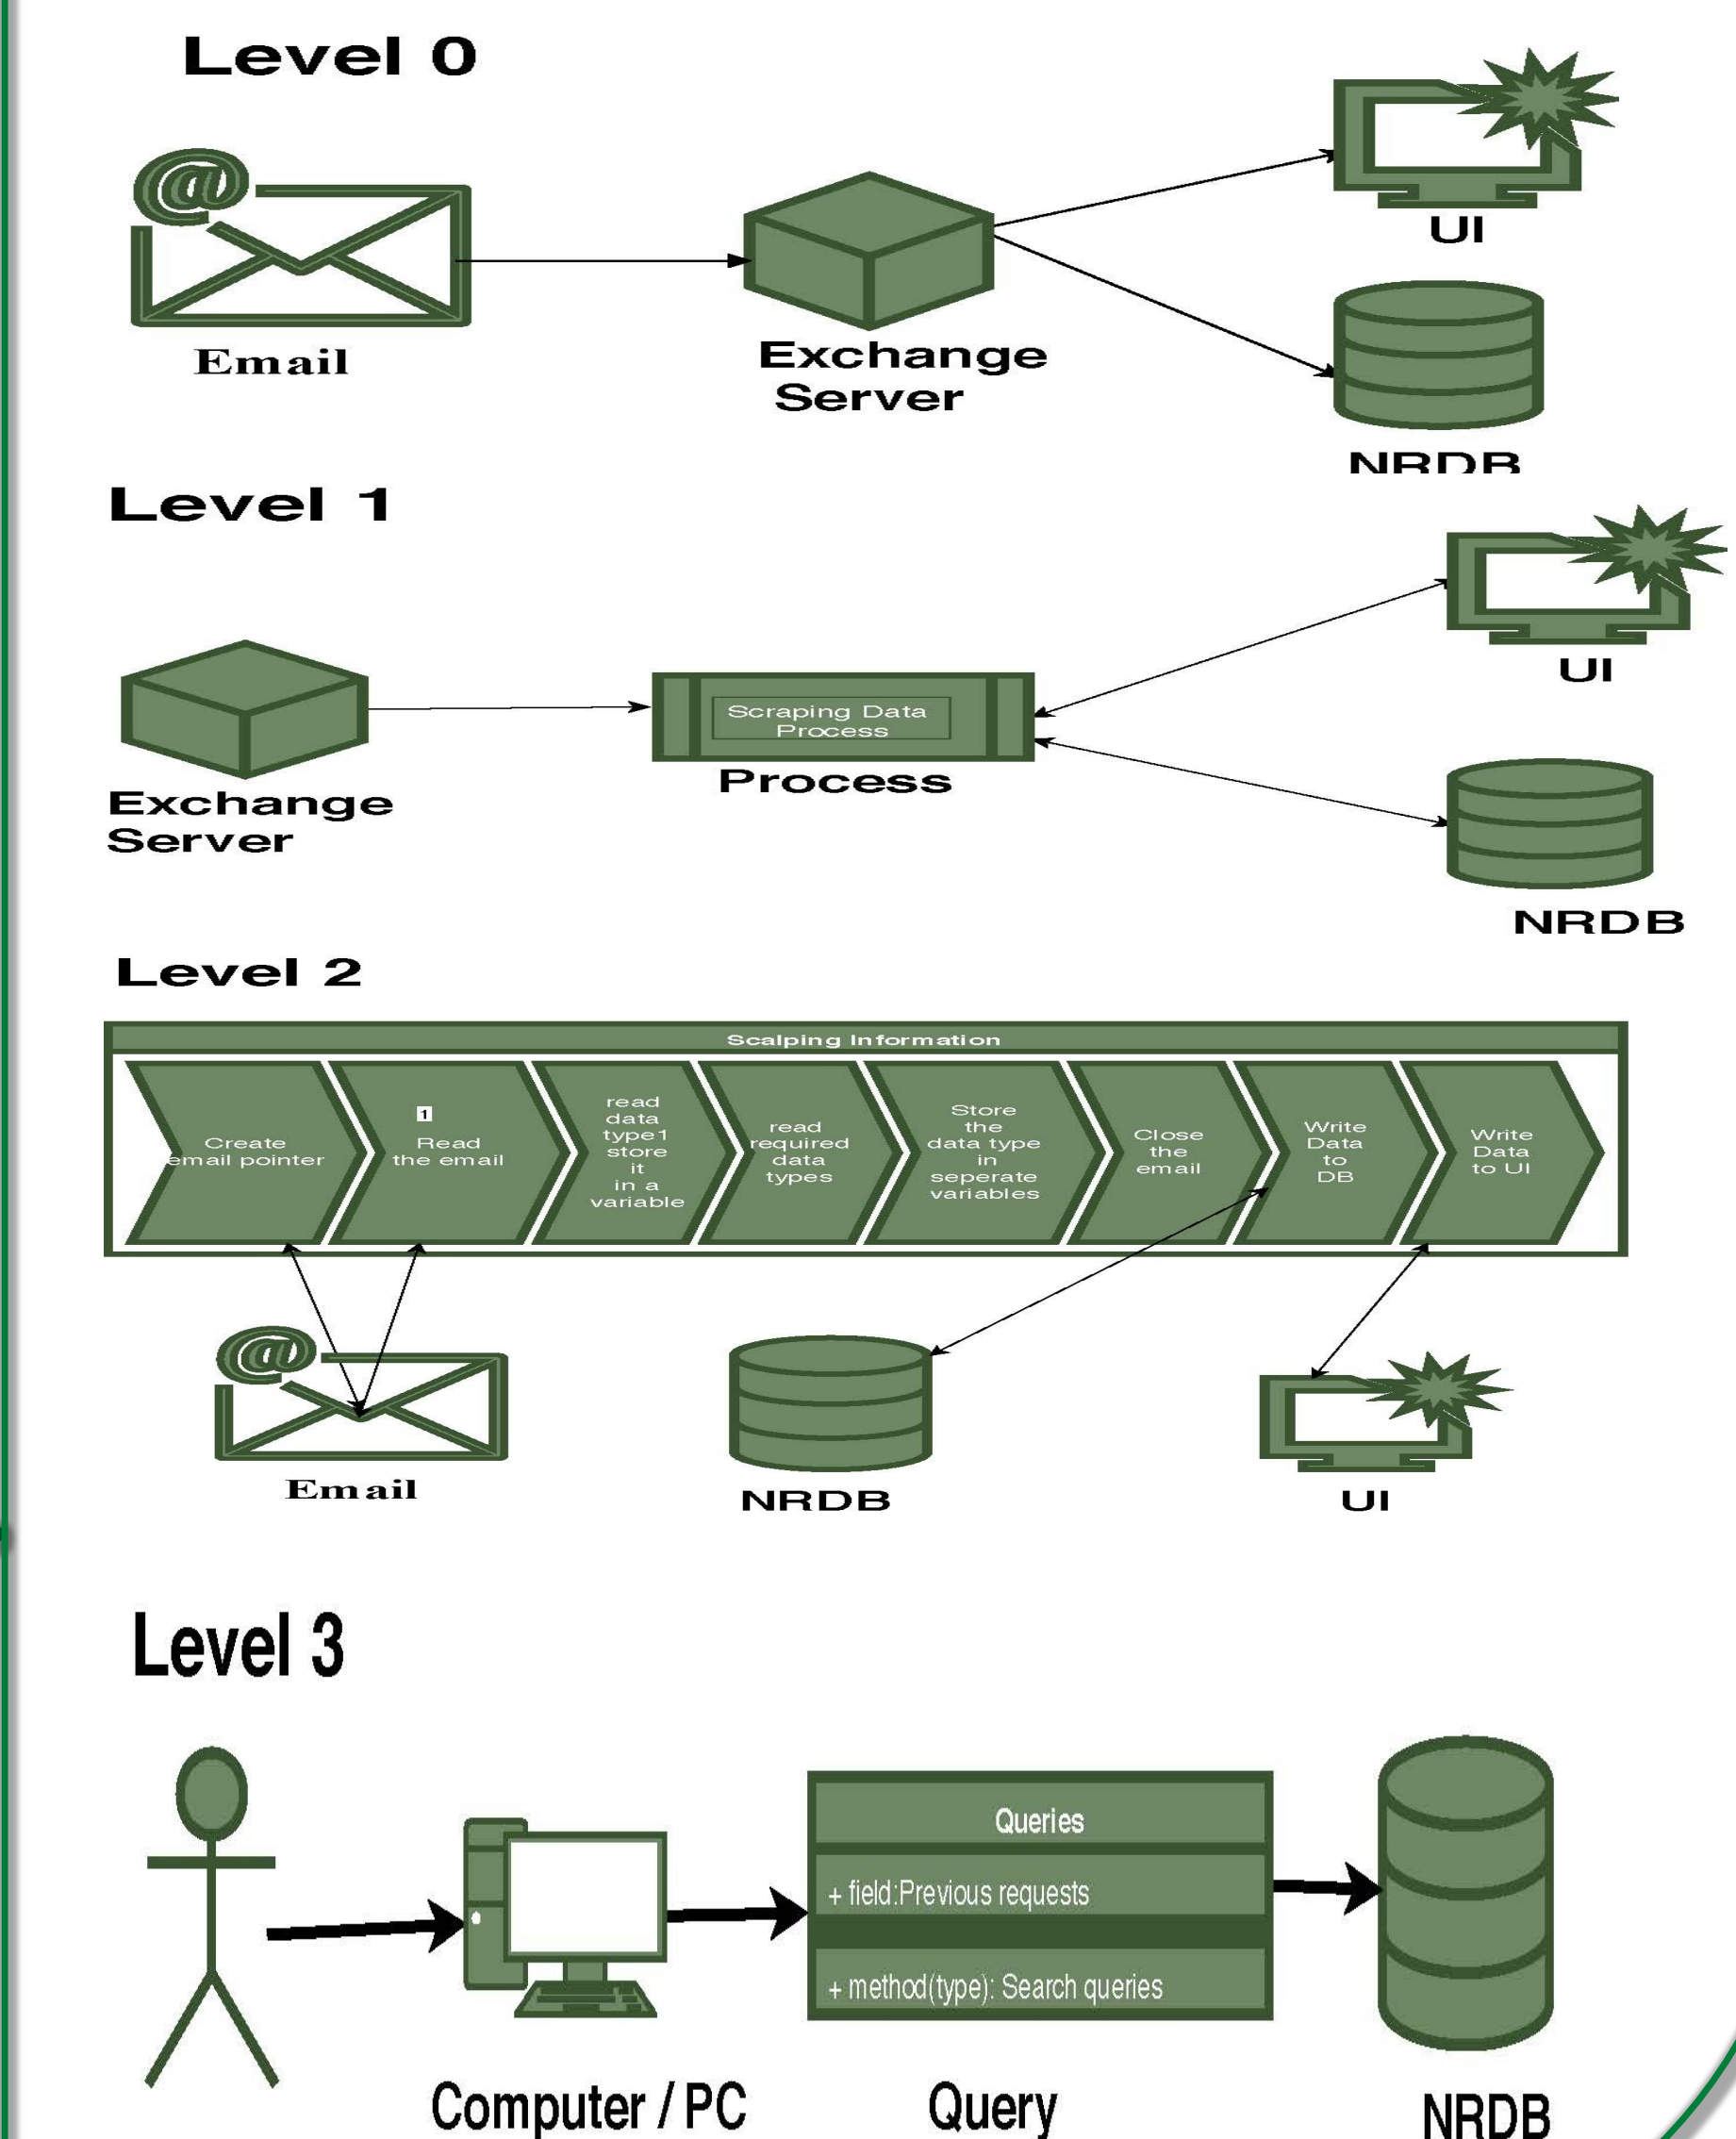 Level 0
@
Email
Exchange
Server
UI
NRDB
Level 1
Exchange
Server
Scraping Data
Process
Process
UI
NRDB
Level 2
Scalping Information
Create
email pointer
1
Read
the email
read
data
type1
store
it
in a
variable
read
required
data
types
Store
the
data type
in
seperate
variables
Close
the
email
Write
Data
to
DB
Write
Data
to UI
@
Email
NRDB
UI
Level 3
Queries
+ field:Previous requests
+ method(type): Search queries
Computer / PC
Query
NRDB